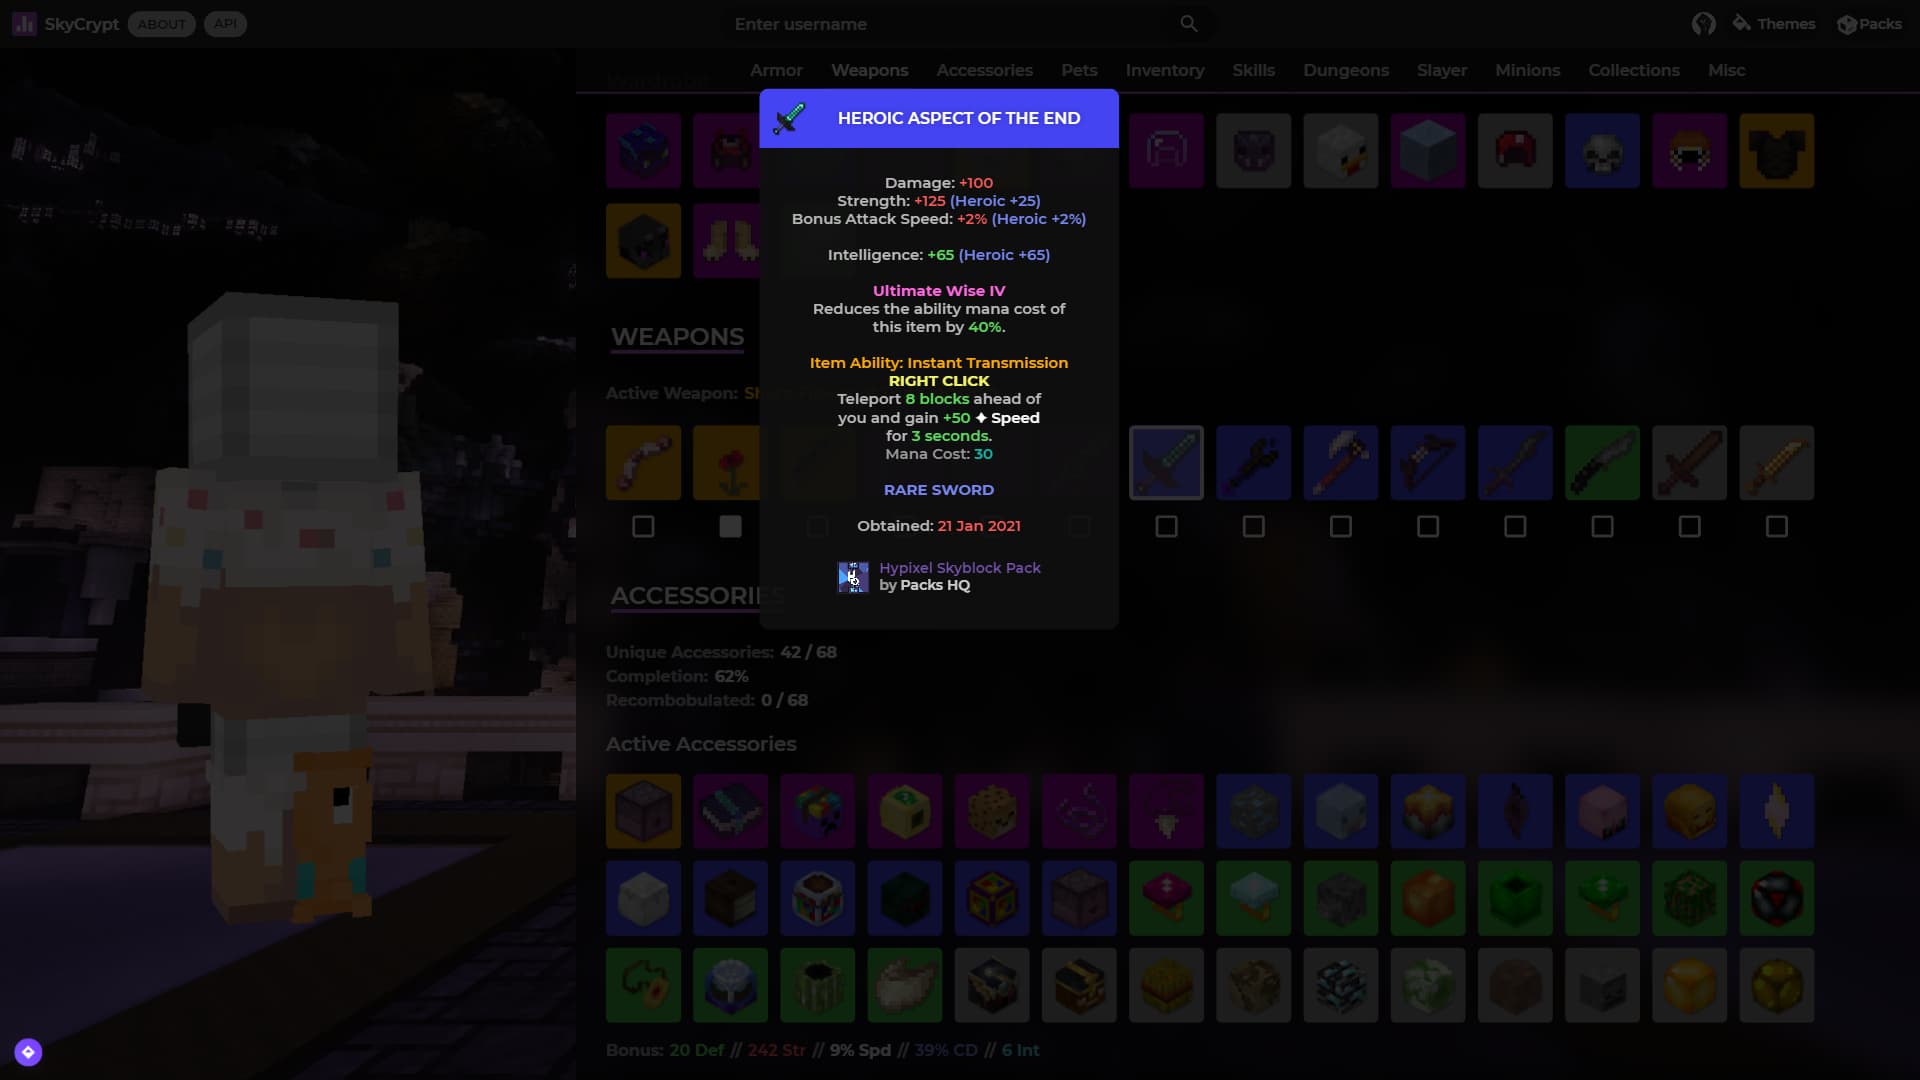 SkyCrypt
ABOUT
API
Enter username
Themes
Packs
Wardrobe
Armor
Weapons
Accessories
Pets
Inventory
Skills
Dungeons
Slayer
Minions
Collections
Misc
HEROIC ASPECT OF THE END
Damage: +100
Strength: +125 (Heroic +25)
Bonus Attack Speed: +2% (Heroic +2%)
Intelligence: +65 (Heroic +65)
Ultimate Wise IV
Reduces the ability mana cost of
this item by 40%.
Item Ability: Instant Transmission
RIGHT CLICK
Teleport 8 blocks ahead of
you and gain +50 ✦ Speed
for 3 seconds.
Mana Cost: 30
RARE SWORD
Obtained: 21 Jan 2021
Hypixel Skyblock Pack
by Packs HQ
WEAPONS
Active Weapon:
ACCESSORIES
Unique Accessories: 42 / 68
Completion: 62%
Recombobulated: 0 / 68
Active Accessories
Bonus: 20 Def // 242 Str // 9% Spd // 39% CD // 6 Int